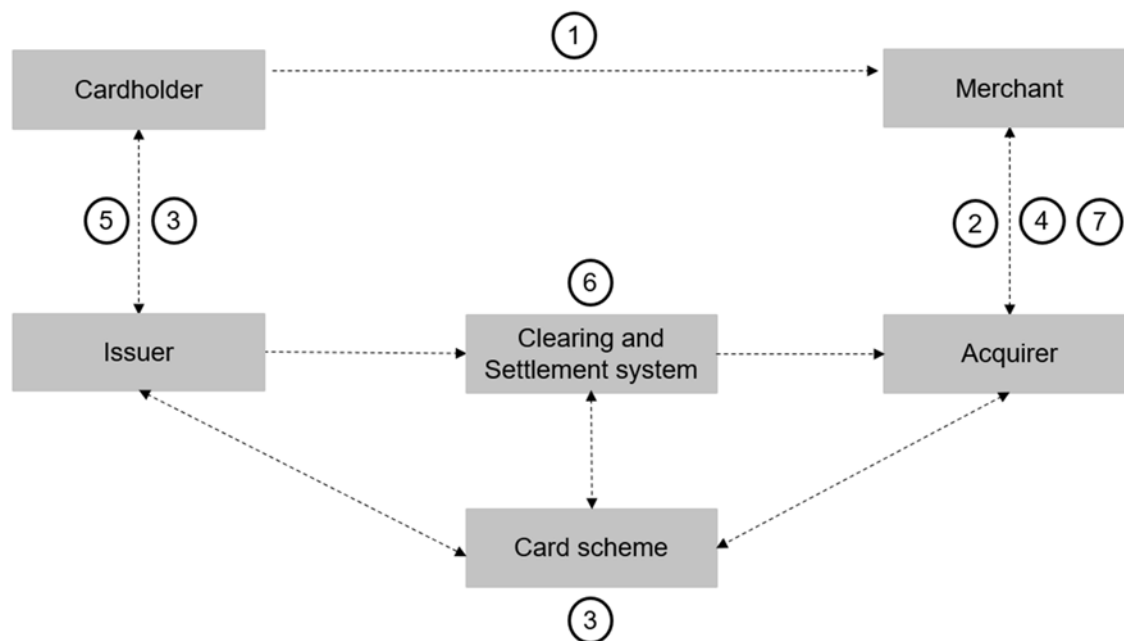 1
Cardholder
Merchant
5
3
2
4
7
6
Issuer
Clearing and
Settlement system
Acquirer
Card scheme
3